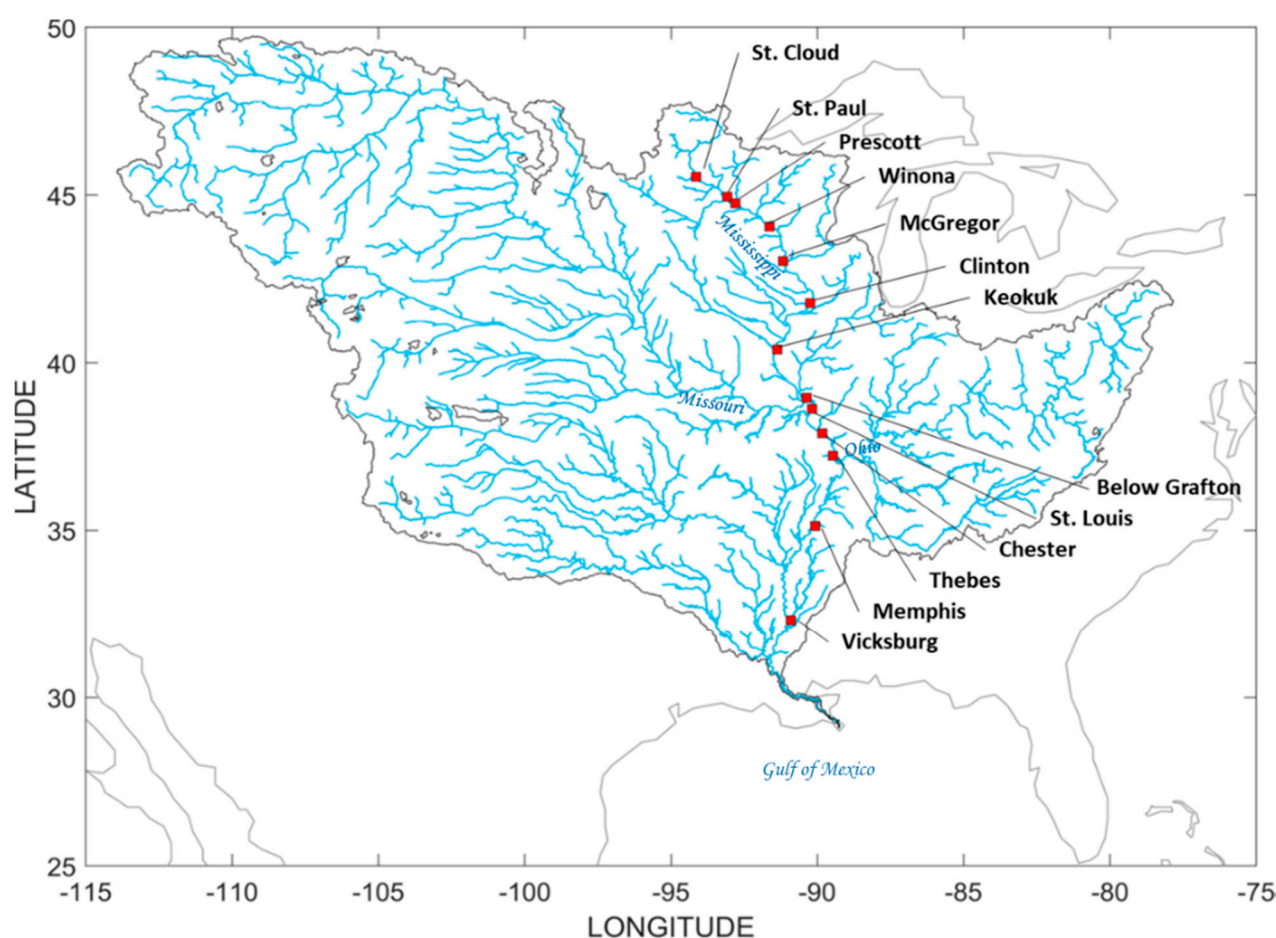 50
St. Cloud
St. Paul
Prescott
Winona
45
Mississippi
McGregor
Clinton
Keokuk
40
LATITUDE
Missouri
Ohio
Below Grafton
St. Louis
35
Chester
Thebes
Memphis
Vicksburg
30
Gulf of Mexico
25
-115 -110 -105 -100 -95 -90 -85 -80 -75
LONGITUDE